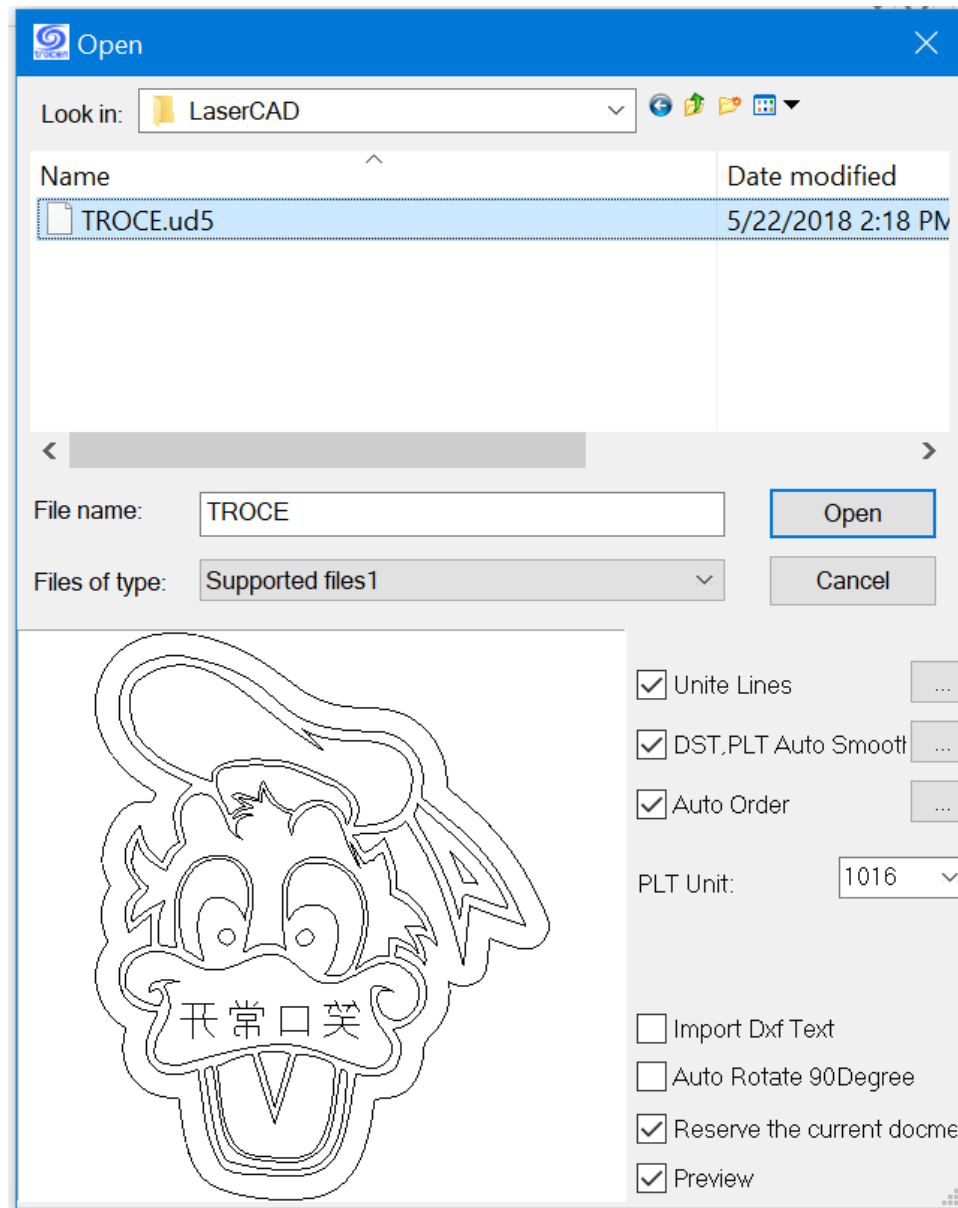 trocen
Open
Look in: LaserCAD
Name Date modified
TROCE.ud5 5/22/2018 2:18 PM
File name: TROCE Open
Files of type: Supported files1 Cancel
Unite Lines ...
DST,PLT Auto Smooth ...
Auto Order ...
PLT Unit: 1016
开常口笑
Import Dxf Text
Auto Rotate 90Degree
Reserve the current docme
Preview